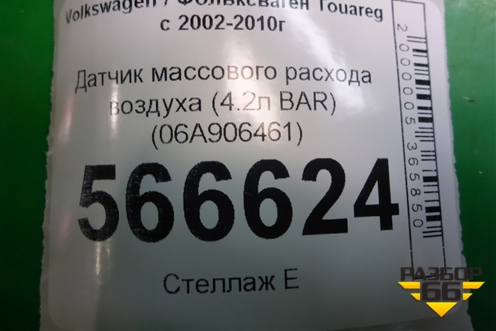 Volkswagen / Фольксваген Touareg
с 2002-2010г
Датчик массового расхода
воздуха (4.2л BAR)
(06A906461)
566624
Стеллаж Е
2000005365850
РАЗБОР
66